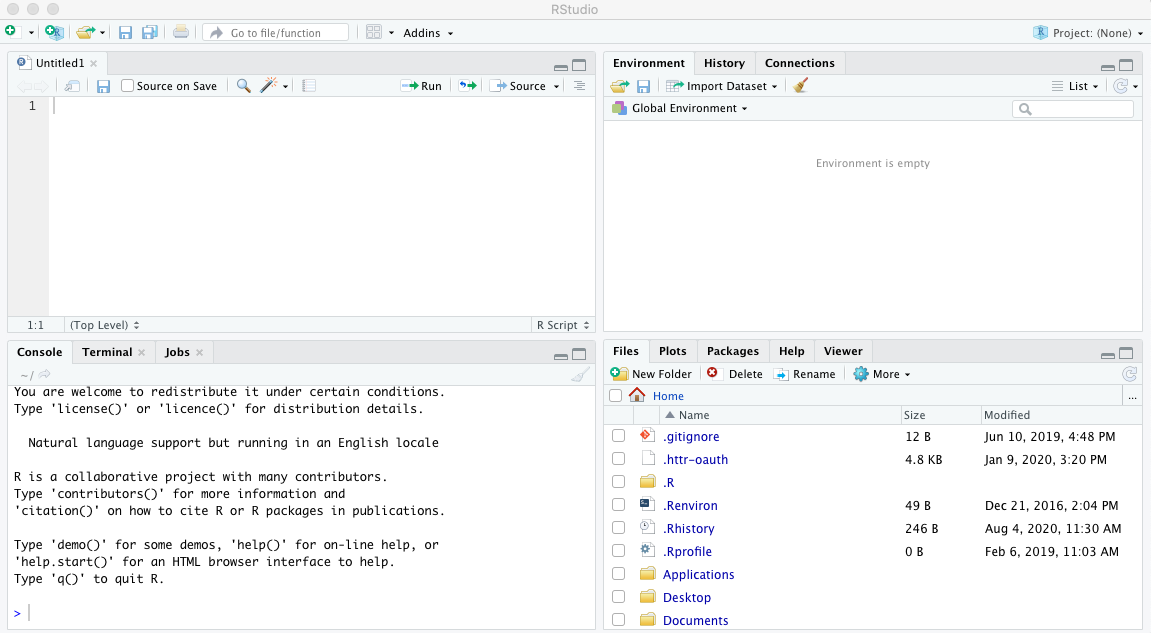 RStudio
Go to file/function
Addins
Project: (None)
Untitled1
Source on Save
Run
Source
1
1:1 (Top Level) R Script
Console Terminal Jobs
~/
You are welcome to redistribute it under certain conditions.
Type 'license()' or 'licence()' for distribution details.
Natural language support but running in an English locale
R is a collaborative project with many contributors.
Type 'contributors()' for more information and
'citation()' on how to cite R or R packages in publications.
Type 'demo()' for some demos, 'help()' for on-line help, or
'help.start()' for an HTML browser interface to help.
Type 'q()' to quit R.
>
Environment History Connections
Import Dataset List
Global Environment
Environment is empty
Files Plots Packages Help Viewer
New Folder Delete Rename More
Home ...
Name Size Modified
.gitignore 12 B Jun 10, 2019, 4:48 PM
.httr-oauth 4.8 KB Jan 9, 2020, 3:20 PM
.R
.Renviron 49 B Dec 21, 2016, 2:04 PM
.Rhistory 246 B Aug 4, 2020, 11:30 AM
.Rprofile 0 B Feb 6, 2019, 11:03 AM
Applications
Desktop
Documents